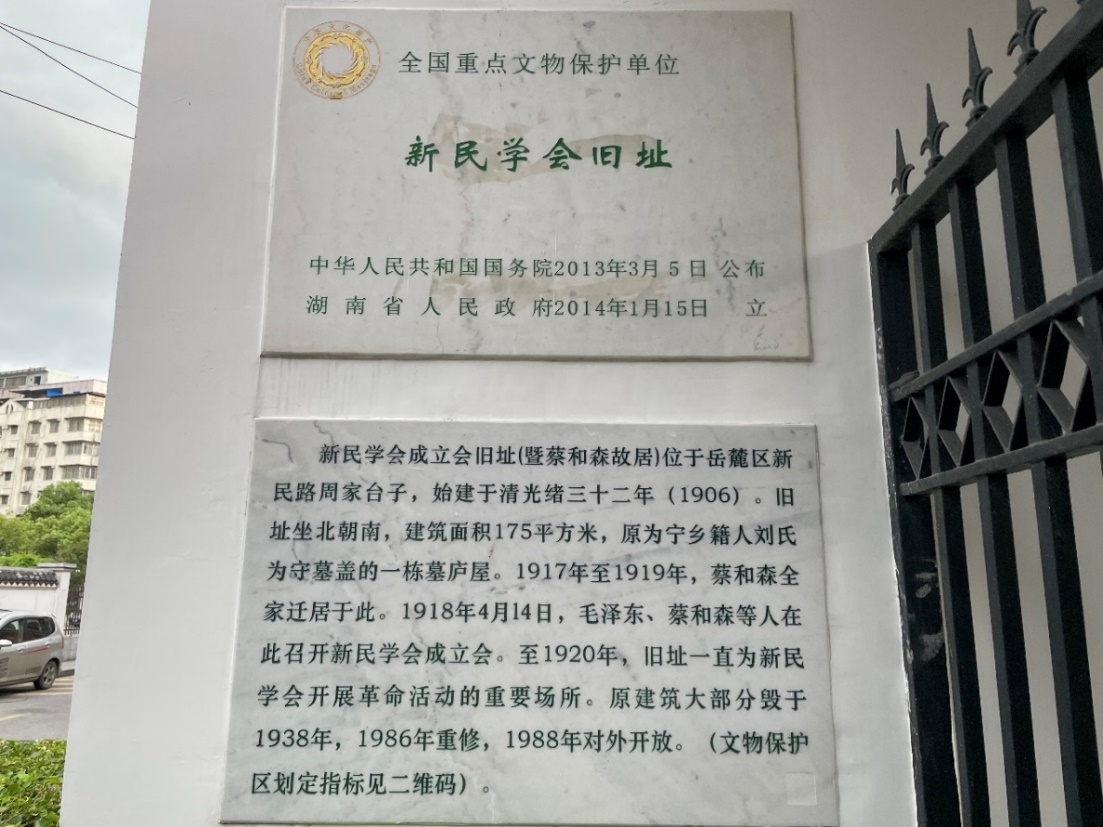 全国重点文物保护单位
新民学会旧址
中华人民共和国国务院2013年3月5日 公布
湖南省人民政府2014年1月15日 立
新民学会成立会旧址(暨蔡和森故居)位于岳麓区新
民路周家台子，始建于清光绪三十二年（1906）。旧
址坐北朝南，建筑面积175平方米，原为宁乡籍人刘氏
为守墓盖的一栋墓庐屋。1917年至1919年，蔡和森全
家迁居于此。1918年4月14日，毛泽东、蔡和森等人在
此召开新民学会成立会。至1920年，旧址一直为新民
学会开展革命活动的重要场所。原建筑大部分毁于
1938年，1986年重修，1988年对外开放。（文物保护
区划定指标见二维码）。